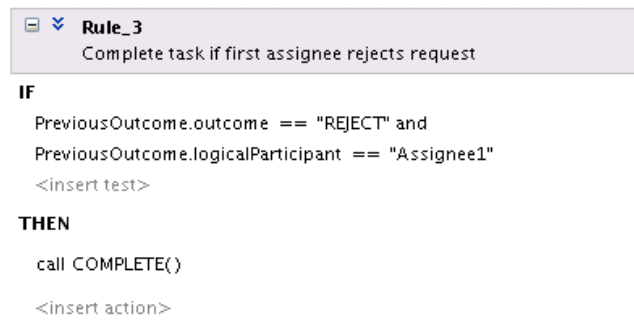 Rule_3
Complete task if first assignee rejects request
IF
PreviousOutcome.outcome == "REJECT" and
PreviousOutcome.logicalParticipant == "Assignee1"
<insert test>
THEN
call COMPLETE()
<insert action>